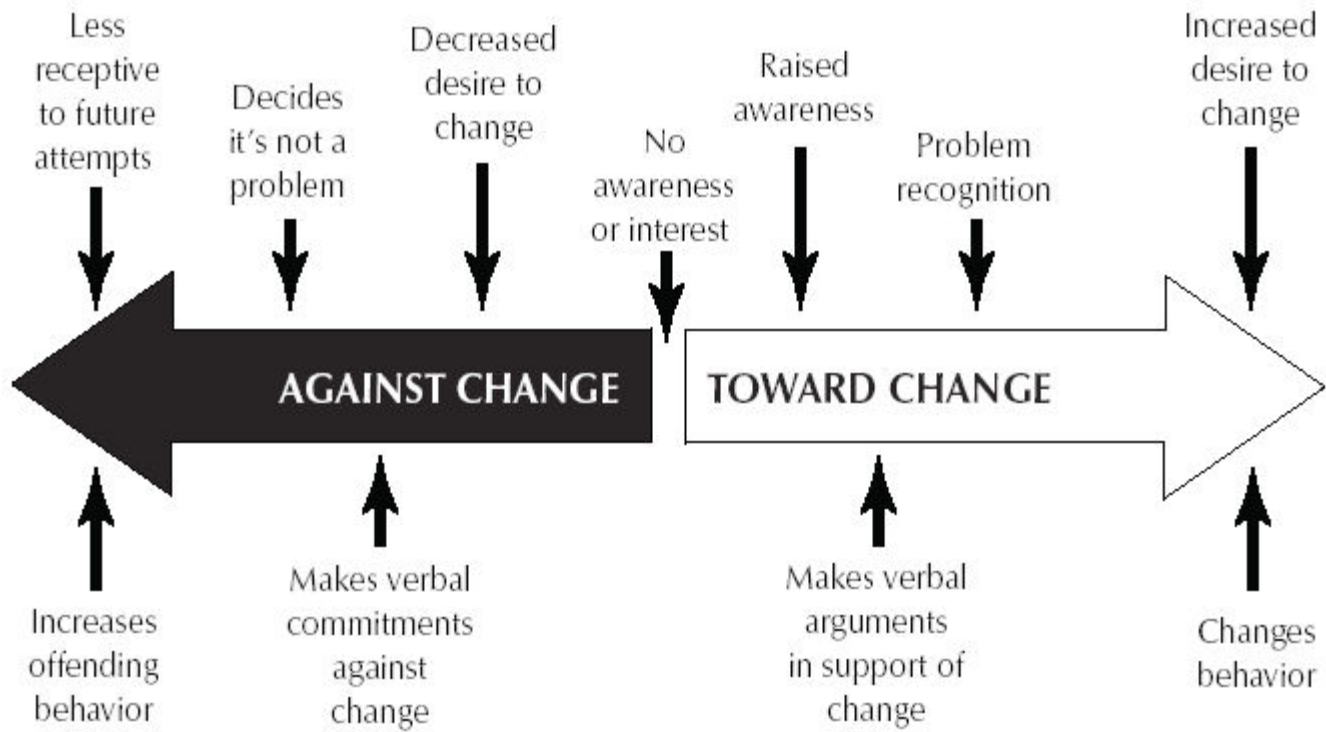 Less
receptive
to future
attempts
Decides
it's not a
problem
Decreased
desire to
change
No
awareness
or interest
Raised
awareness
Problem
recognition
Increased
desire to
change
AGAINST CHANGE
TOWARD CHANGE
Increases
offending
behavior
Makes verbal
commitments
against
change
Makes verbal
arguments
in support of
change
Changes
behavior